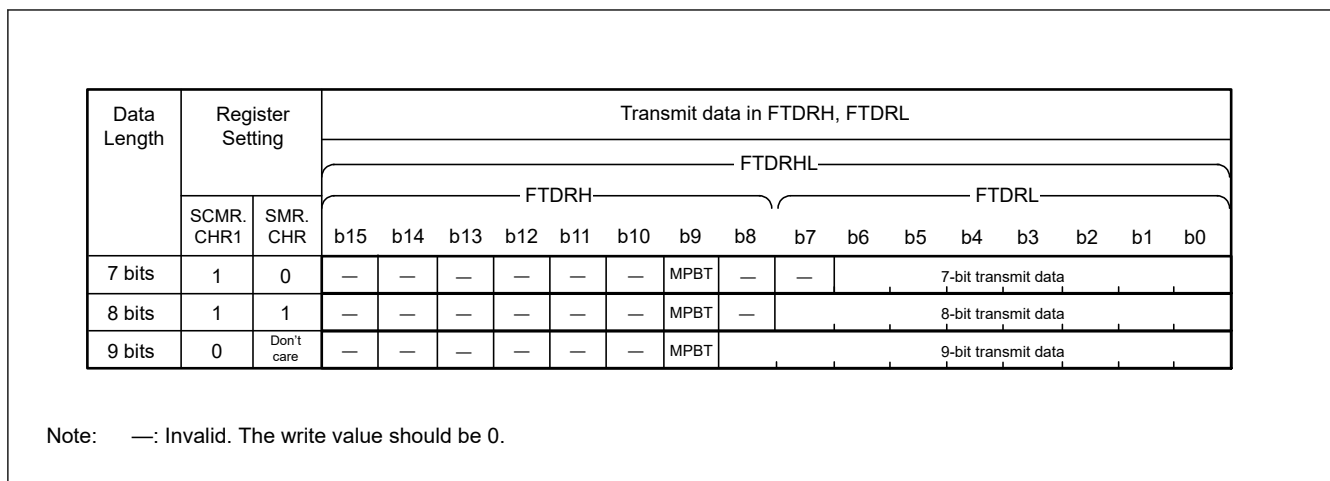 Data Length Register Setting Transmit data in FTDRH, FTDRL
FTDRHL
FTDRH FTDRL
SCMR. CHR1 SMR. CHR b15 b14 b13 b12 b11 b10 b9 b8 b7 b6 b5 b4 b3 b2 b1 b0
7 bits 1 0 — — — — — — MPBT — — 7-bit transmit data
8 bits 1 1 — — — — — — MPBT — 8-bit transmit data
9 bits 0 Don't care — — — — — — MPBT 9-bit transmit data
Note: —: Invalid. The write value should be 0.